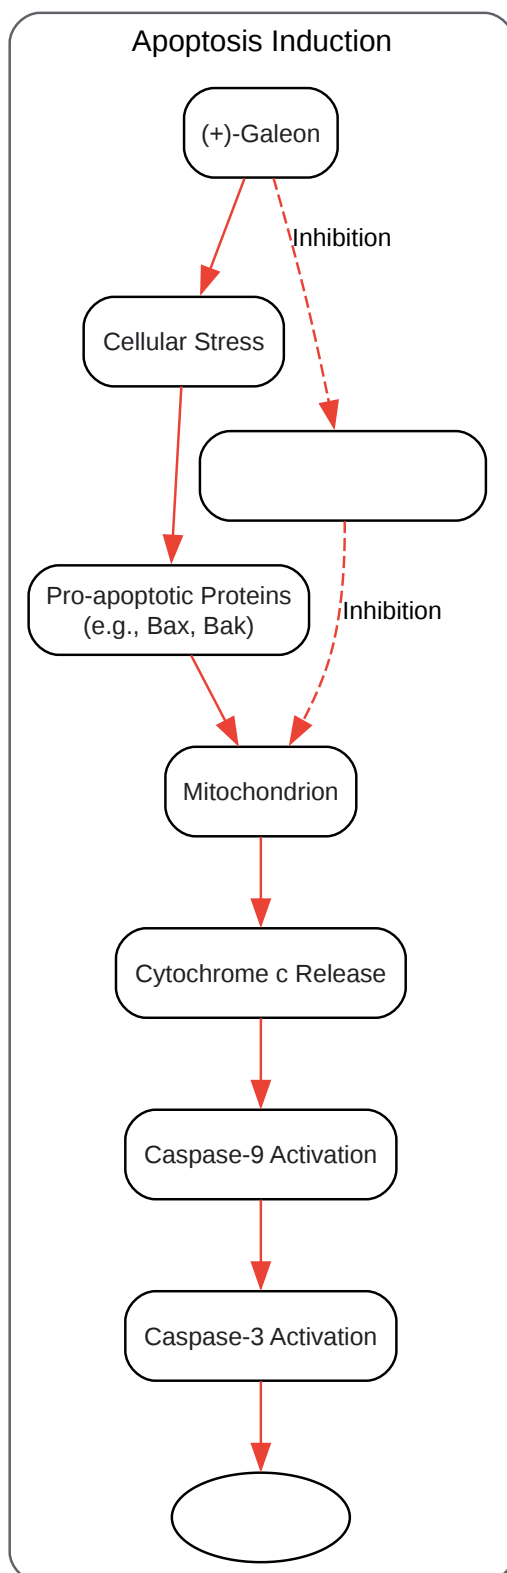 Apoptosis Induction
(+)-Galeon
Inhibition
Cellular Stress
Pro-apoptotic Proteins
(e.g., Bax, Bak)
Inhibition
Mitochondrion
Cytochrome c Release
Caspase-9 Activation
Caspase-3 Activation